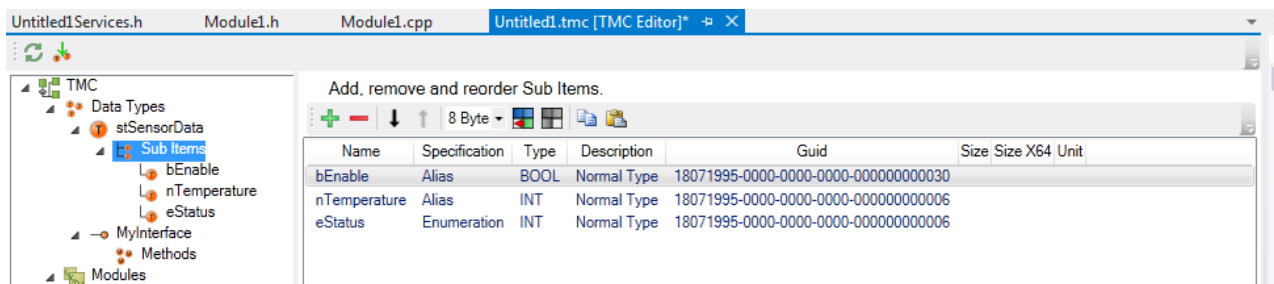 Untitled1Services.h Module1.h Module1.cpp Untitled1.tmc [TMC Editor]*
TMC
Data Types
stSensorData
Sub Items
bEnable
nTemperature
eStatus
MyInterface
Methods
Modules
Add, remove and reorder Sub Items.
8 Byte
Name Specification Type Description Guid Size Size X64 Unit
bEnable Alias BOOL Normal Type 18071995-0000-0000-0000-000000000030
nTemperature Alias INT Normal Type 18071995-0000-0000-0000-000000000006
eStatus Enumeration INT Normal Type 18071995-0000-0000-0000-000000000006